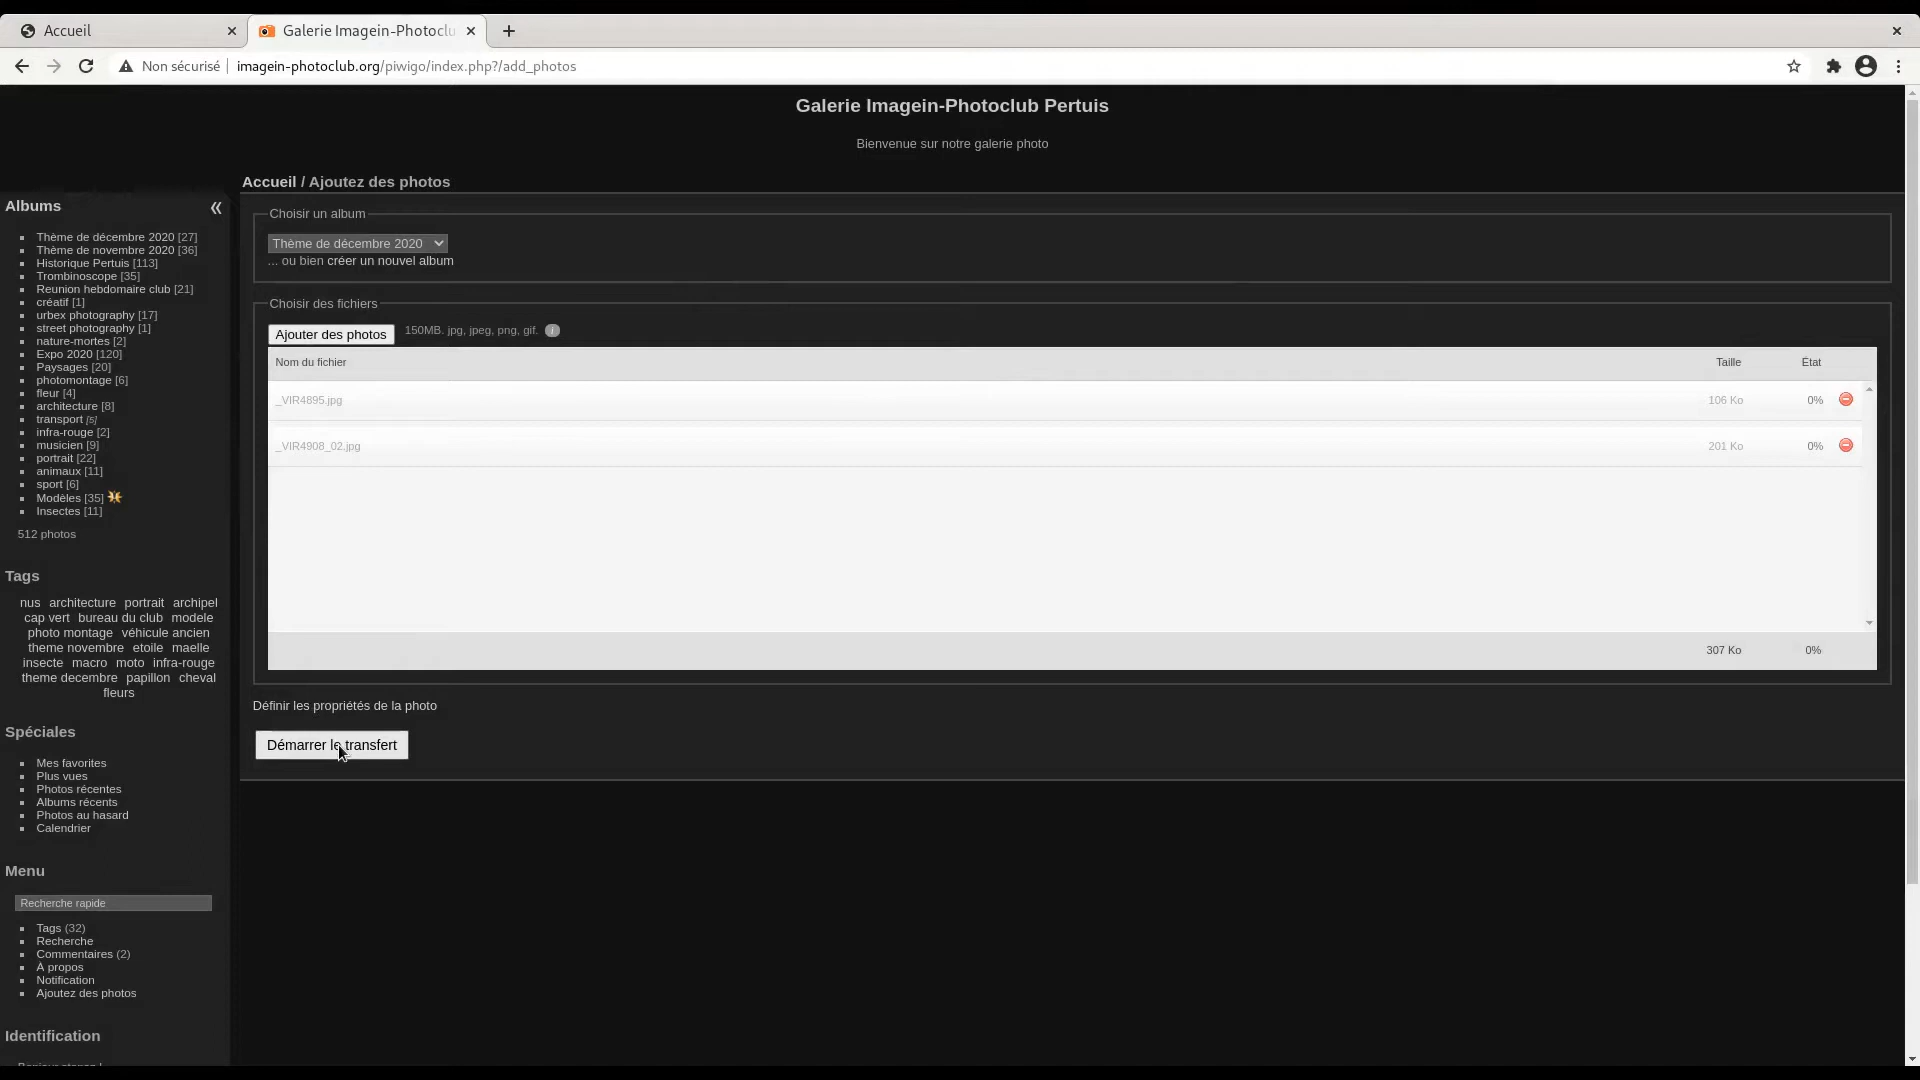 Accueil
Galerie Imagein-Photoclu
Non sécurisé
imagein-photoclub.org/piwigo/index.php?/add_photos
Galerie Imagein-Photoclub Pertuis
Bienvenue sur notre galerie photo
Accueil / Ajoutez des photos
Albums
«
Thème de décembre 2020 [27]
Thème de novembre 2020 [36]
Historique Pertuis [113]
Trombinoscope [35]
Reunion hebdomaire club [21]
créatif [1]
urbex photography [17]
street photography [1]
nature-mortes [2]
Expo 2020 [120]
Paysages [20]
photomontage [6]
fleur [4]
architecture [8]
transport [5]
infra-rouge [2]
musicien [9]
portrait [22]
animaux [11]
sport [6]
Modèles [35]
Insectes [11]
512 photos
Tags
nus architecture portrait archipel
cap vert bureau du club modele
photo montage véhicule ancien
theme novembre etoile maelle
insecte macro moto infra-rouge
theme decembre papillon cheval
fleurs
Spéciales
Mes favorites
Plus vues
Photos récentes
Albums récents
Photos au hasard
Calendrier
Menu
Recherche rapide
Tags (32)
Recherche
Commentaires (2)
À propos
Notification
Ajoutez des photos
Identification
Choisir un album
Thème de décembre 2020
... ou bien créer un nouvel album
Choisir des fichiers
Ajouter des photos
150MB. jpg, jpeg, png, gif. i
Nom du fichier Taille État
_VIR4895.jpg 106 Ko 0%
_VIR4908_02.jpg 201 Ko 0%
307 Ko 0%
Définir les propriétés de la photo
Démarrer le transfert